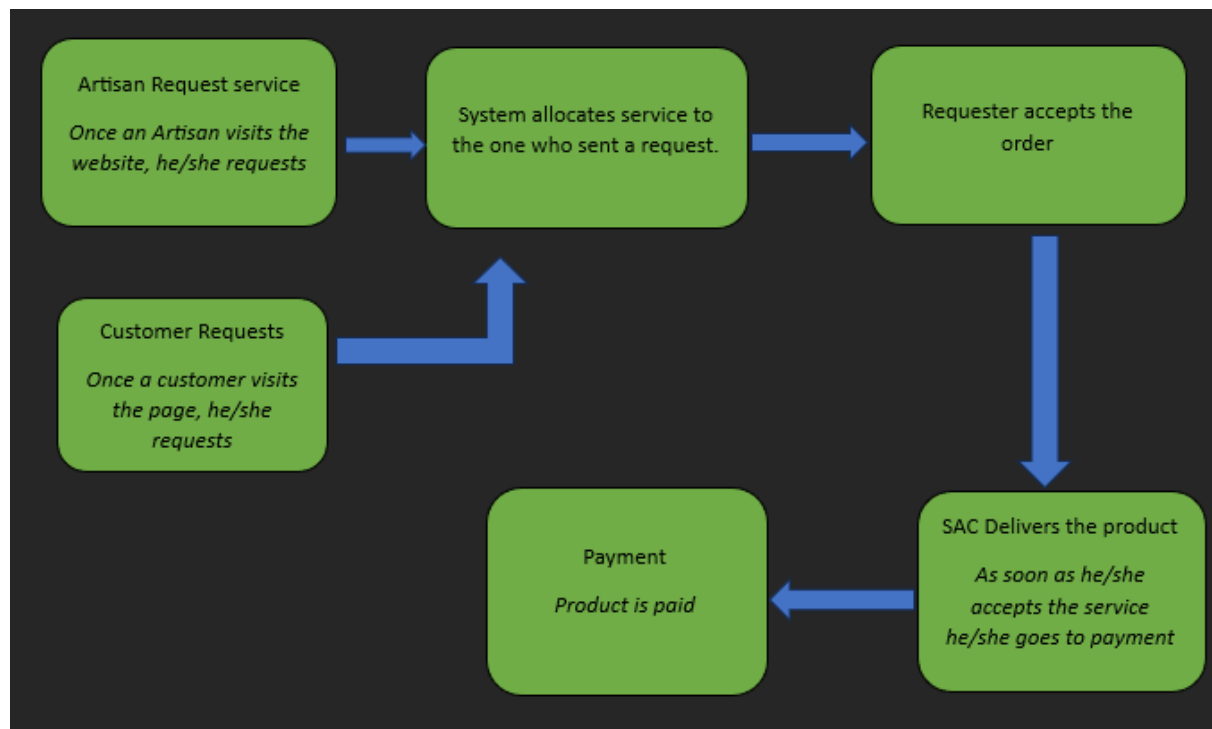 Artisan Request service
Once an Artisan visits the
website, he/she requests
System allocates service to
the one who sent a request.
Requester accepts the
order
Customer Requests
Once a customer visits
the page, he/she
requests
SAC Delivers the product
As soon as he/she
accepts the service
he/she goes to payment
Payment
Product is paid